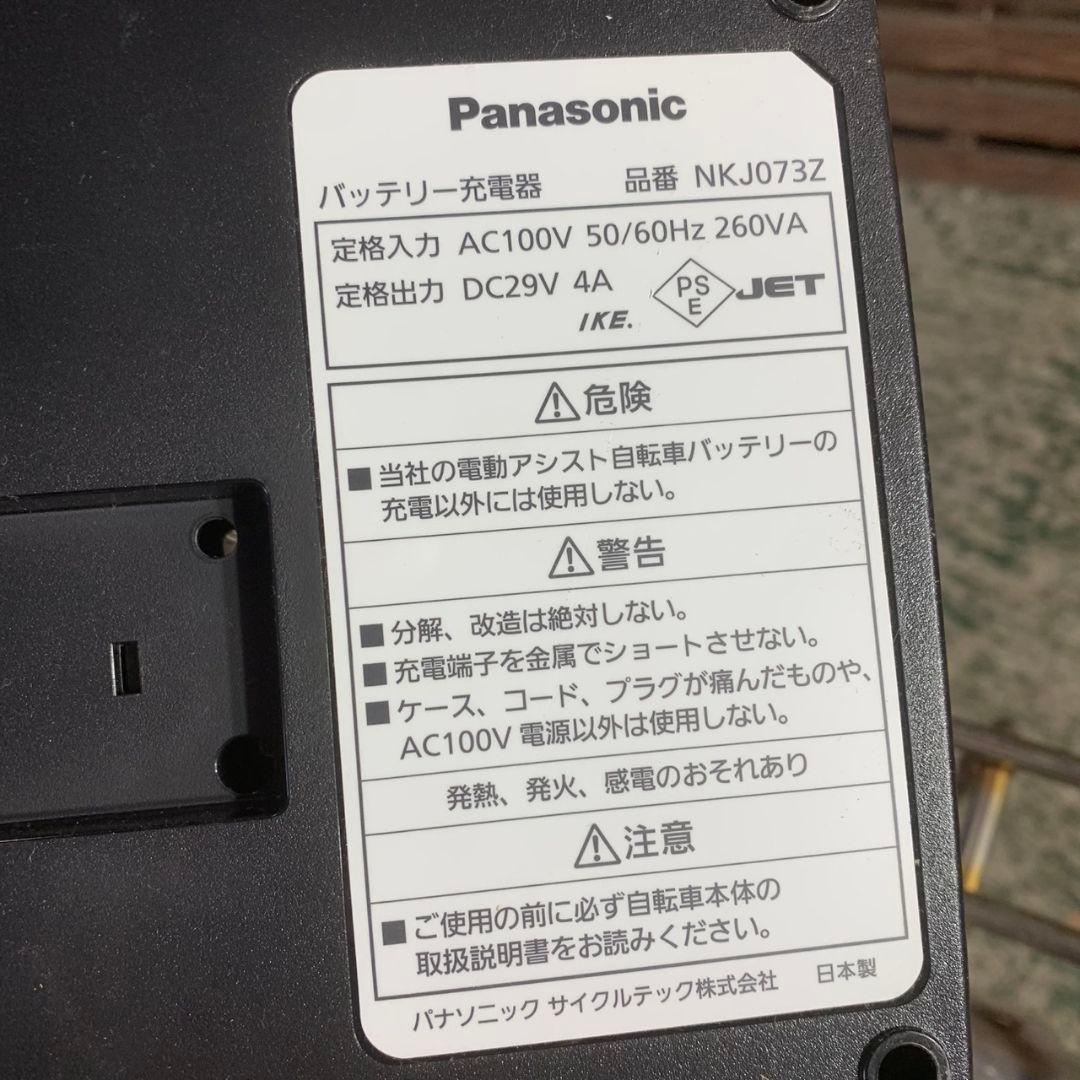 Panasonic
バッテリー充電器 品番 NKJ073Z
定格入力 AC100V 50/60Hz 260VA
定格出力 DC29V 4A
PS
E
JET
IKE.
危険
■ 当社の電動アシスト自転車バッテリーの
充電以外には使用しない。
警告
■ 分解、改造は絶対しない。
■ 充電端子を金属でショートさせない。
■ ケース、コード、プラグが痛んだものや、
AC100V 電源以外は使用しない。
発熱、発火、感電のおそれあり
注意
■ ご使用の前に必ず自転車本体の
取扱説明書をお読みください。
パナソニック サイクルテック株式会社 日本製